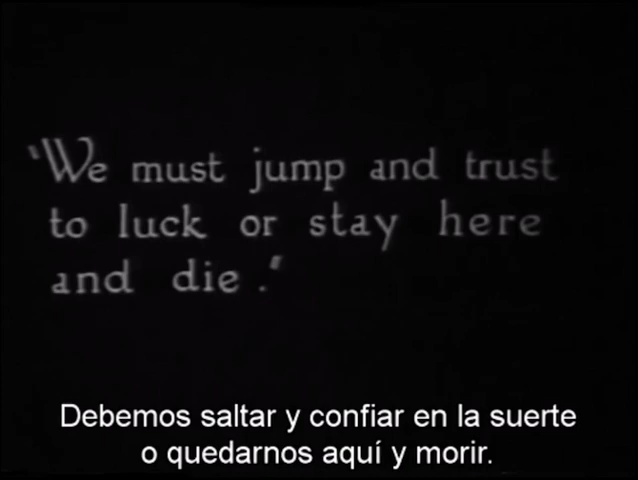 "We must jump and trust
to luck or stay here
and die."
Debemos saltar y confiar en la suerte
o quedarnos aquí y morir.